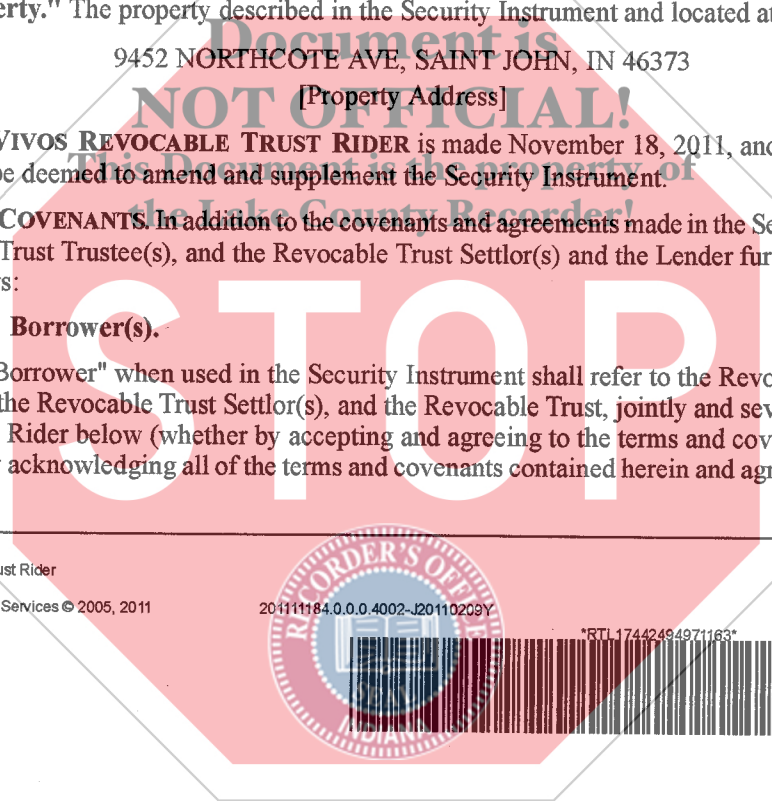 erty." The property described in the Security Instrument and located a
Document is
9452 NORTHCOTE AVE, SAINT JOHN, IN 46373
NOT OFFICIAL!
[Property Address]
VIVOS REVOCABLE TRUST RIDER is made November 18, 2011, and
This Document is the property of
be deemed to amend and supplement the Security Instrument.
the Lake County Recorder!
COVENANTS. In addition to the covenants and agreements made in the Se
Trust Trustee(s), and the Revocable Trust Settlor(s) and the Lender fur
s:
STOP
Borrower(s).
Borrower" when used in the Security Instrument shall refer to the Revo
the Revocable Trust Settlor(s), and the Revocable Trust, jointly and sev
Rider below (whether by accepting and agreeing to the terms and cov
y acknowledging all of the terms and covenants contained herein and agr
RECORDER'S OFFICE
ust Rider
Services © 2005, 2011
201111184.0.0.0.4002-J20110209Y
*RTL17442494971163*
SEAL
INDIANA